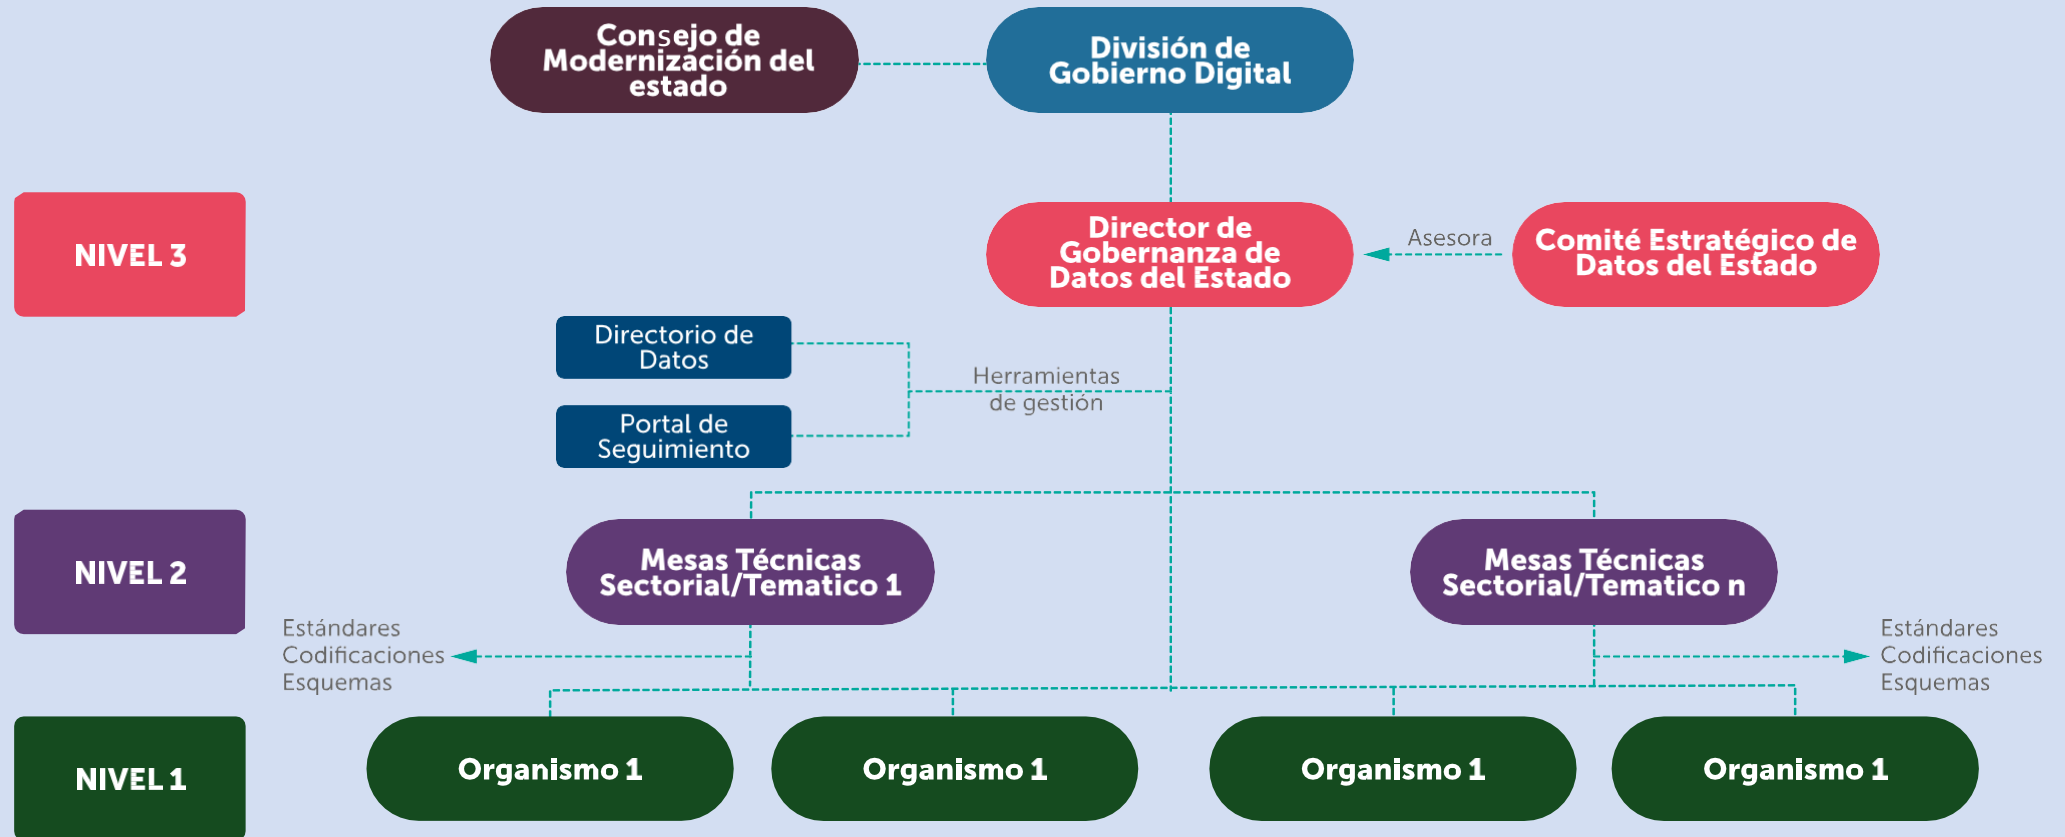 Consejo de
Modernización del
estado
División de
Gobierno Digital
NIVEL 3
Director de
Gobernanza de
Datos del Estado
Asesora
Comité Estratégico de
Datos del Estado
Directorio de
Datos
Portal de
Seguimiento
Herramientas
de gestión
NIVEL 2
Mesas Técnicas
Sectorial/Tematico 1
Mesas Técnicas
Sectorial/Tematico n
Estándares
Codificaciones
Esquemas
Estándares
Codificaciones
Esquemas
NIVEL 1
Organismo 1
Organismo 1
Organismo 1
Organismo 1